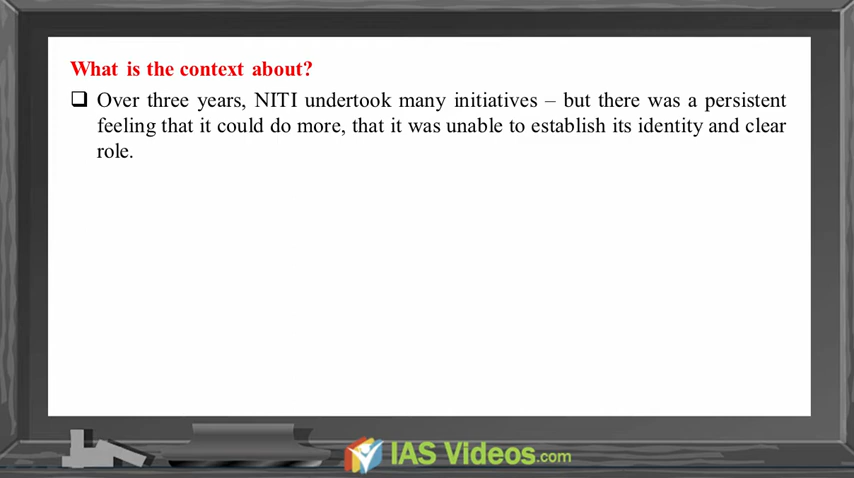 What is the context about?
❑ Over three years, NITI undertook many initiatives – but there was a persistent
feeling that it could do more, that it was unable to establish its identity and clear
role.
IAS Videos.com